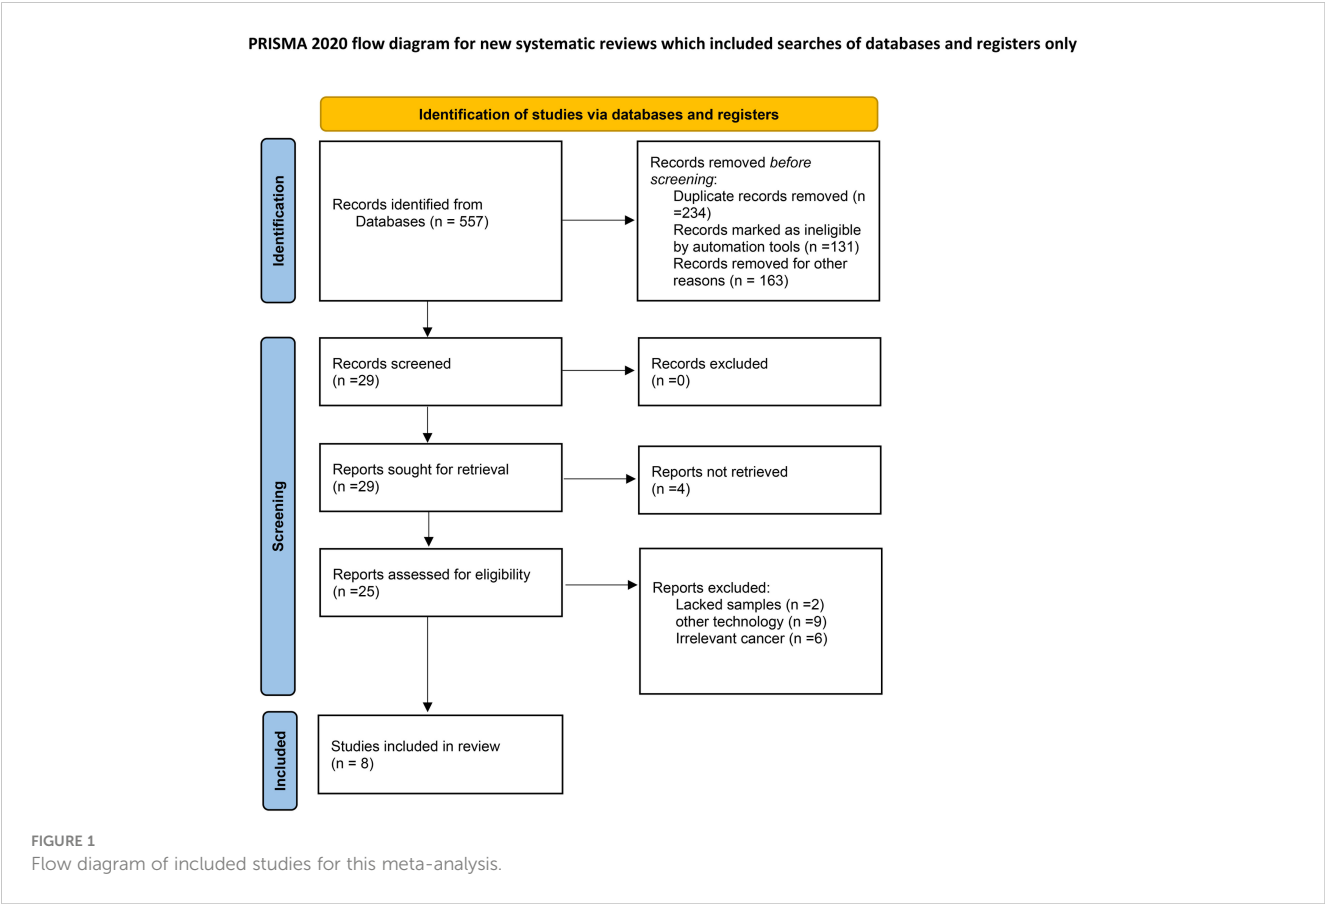 PRISMA 2020 flow diagram for new systematic reviews which included searches of databases and registers only
Identification of studies via databases and registers
Identification
Records identified from
Databases (n = 557)
Records removed before
screening:
Duplicate records removed (n
=234)
Records marked as ineligible
by automation tools (n =131)
Records removed for other
reasons (n = 163)
Screening
Records screened
(n =29)
Records excluded
(n =0)
Reports sought for retrieval
(n =29)
Reports not retrieved
(n =4)
Reports assessed for eligibility
(n =25)
Reports excluded:
Lacked samples (n =2)
other technology (n =9)
Irrelevant cancer (n =6)
Included
Studies included in review
(n = 8)
FIGURE 1
Flow diagram of included studies for this meta-analysis.